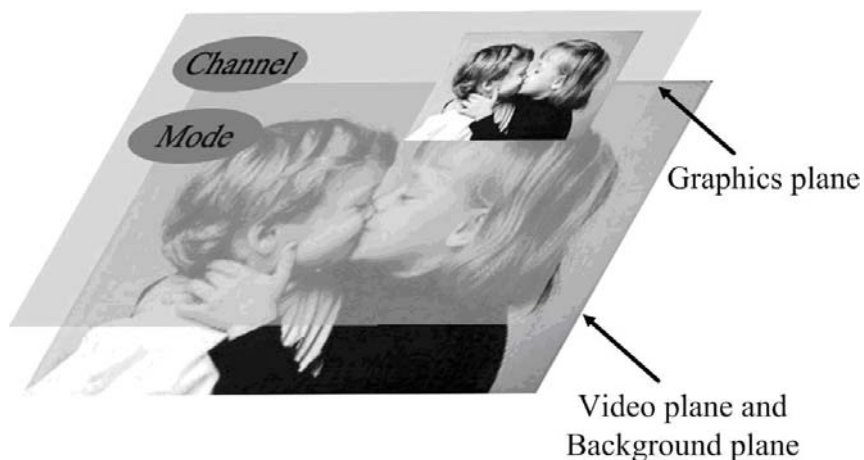 Channel
Mode
Graphics plane
Video plane and
Background plane